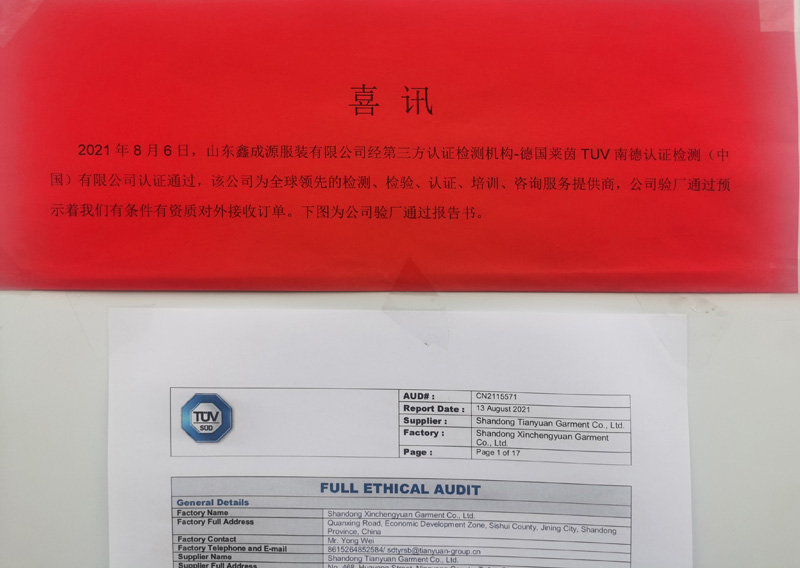 喜 讯
2021 年 8 月 6 日，山东鑫成源服装有限公司经第三方认证检测机构-德国莱茵 TUV 南德认证检测（中
国）有限公司认证通过，该公司为全球领先的检测、检验、认证、培训、咨询服务提供商，公司验厂通过预
示着我们有条件有资质对外接收订单。下图为公司验厂通过报告书。
TÜV
SÜD
AUD# : CN2115571
Report Date : 13 August 2021
Supplier : Shandong Tianyuan Garment Co., Ltd.
Factory : Shandong Xinchengyuan Garment
Co., Ltd.
Page : Page 1 of 17
FULL ETHICAL AUDIT
General Details
Factory Name Shandong Xinchengyuan Garment Co., Ltd.
Factory Full Address Quanxing Road, Economic Development Zone, Sishui County, Jining City, Shandong
Province, China
Factory Contact Mr. Yong Wei
Factory Telephone and E-mail 8615264852584/ sdtyrsb@tianyuan-group.cn
Supplier Name Shandong Tianyuan Garment Co., Ltd.
Supplier Full Address